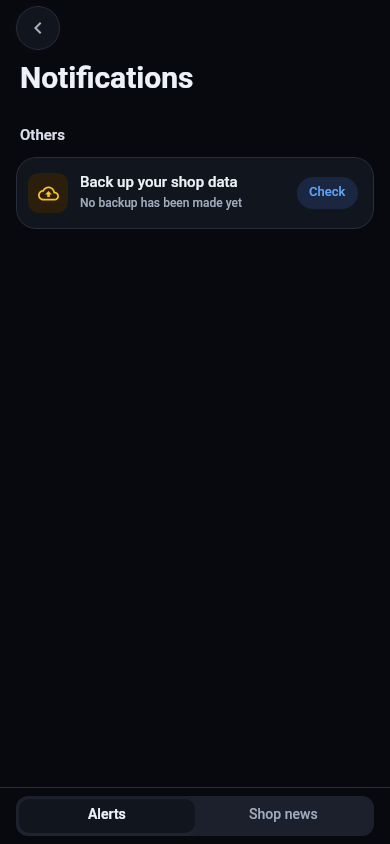 Notifications
Others
Back up your shop data
No backup has been made yet
Check
Alerts
Shop news